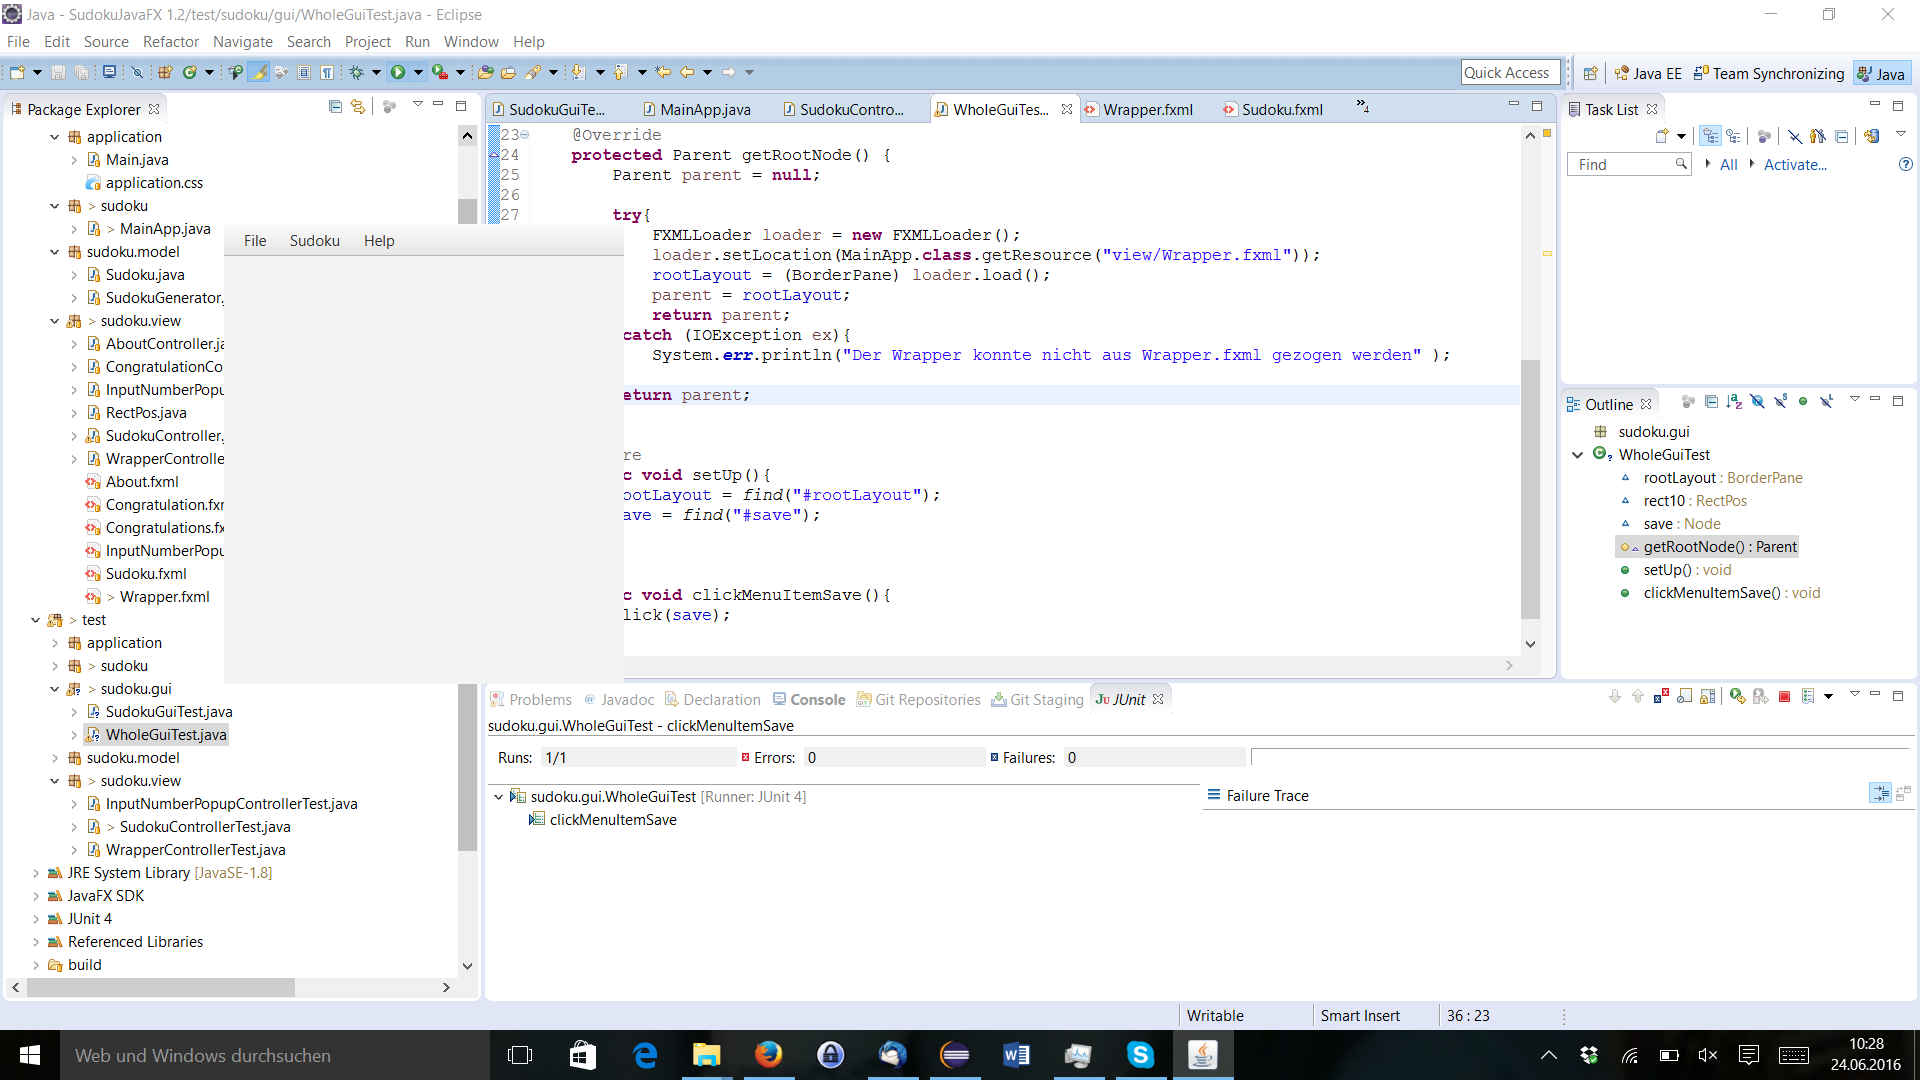 Java - SudokuJavaFX 1.2/test/sudoku/gui/WholeGuiTest.java - Eclipse
File Edit Source Refactor Navigate Search Project Run Window Help
Quick Access Java EE Team Synchronizing Java
Package Explorer
application
Main.java
application.css
> sudoku
> MainApp.java
sudoku.model
Sudoku.java
SudokuGenerator.
> sudoku.view
AboutController.ja
CongratulationCo
InputNumberPopu
RectPos.java
SudokuController.
WrapperControlle
About.fxml
Congratulation.fxr
Congratulations.fx
InputNumberPopu
Sudoku.fxml
> Wrapper.fxml
> test
application
> sudoku
> sudoku.gui
SudokuGuiTest.java
WholeGuiTest.java
sudoku.model
> sudoku.view
InputNumberPopupControllerTest.java
> SudokuControllerTest.java
WrapperControllerTest.java
JRE System Library [JavaSE-1.8]
JavaFX SDK
JUnit 4
Referenced Libraries
build
File Sudoku Help
SudokuGuiTe... MainApp.java SudokuContro... WholeGuiTes... Wrapper.fxml Sudoku.fxml »4
23 @Override
24 protected Parent getRootNode() {
25 Parent parent = null;
26
27 try{
FXMLLoader loader = new FXMLLoader();
loader.setLocation(MainApp.class.getResource("view/Wrapper.fxml"));
rootLayout = (BorderPane) loader.load();
parent = rootLayout;
return parent;
catch (IOException ex){
System.err.println("Der Wrapper konnte nicht aus Wrapper.fxml gezogen werden" );
eturn parent;
re
c void setUp(){
ootLayout = find("#rootLayout");
ave = find("#save");
c void clickMenuItemSave(){
lick(save);
Problems Javadoc Declaration Console Git Repositories Git Staging JUnit
sudoku.gui.WholeGuiTest - clickMenuItemSave
Runs: 1/1 Errors: 0 Failures: 0
sudoku.gui.WholeGuiTest [Runner: JUnit 4]
clickMenuItemSave
Failure Trace
Task List
Find All Activate...
Outline
sudoku.gui
WholeGuiTest
rootLayout : BorderPane
rect10 : RectPos
save : Node
getRootNode() : Parent
setUp() : void
clickMenuItemSave() : void
Writable Smart Insert 36 : 23
Web und Windows durchsuchen
10:28
24.06.2016